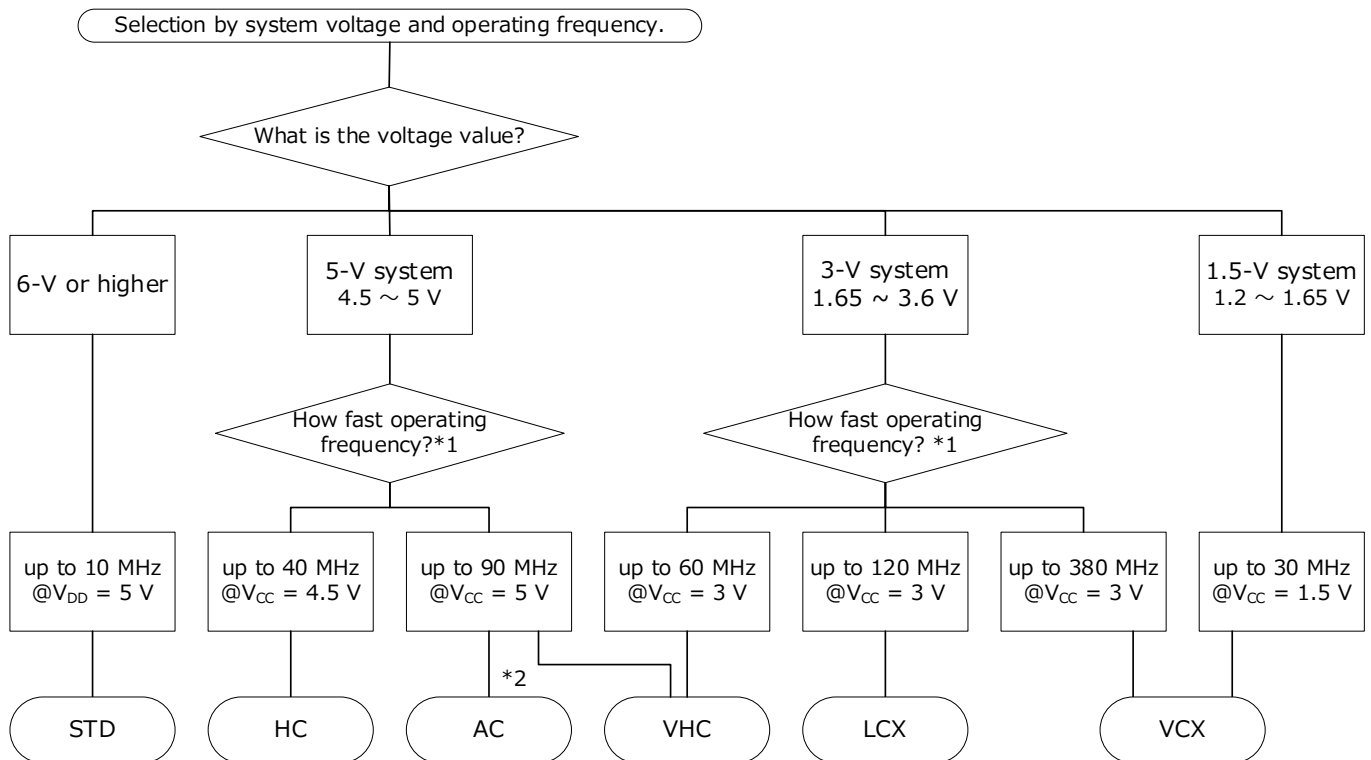 Selection by system voltage and operating frequency.
What is the voltage value?
6-V or higher
5-V system
4.5 ～ 5 V
3-V system
1.65 ~ 3.6 V
1.5-V system
1.2 ～ 1.65 V
How fast operating
frequency?*1
How fast operating
frequency? *1
up to 10 MHz
@VDD = 5 V
up to 40 MHz
@VCC = 4.5 V
up to 90 MHz
@VCC = 5 V
up to 60 MHz
@VCC = 3 V
up to 120 MHz
@VCC = 3 V
up to 380 MHz
@VCC = 3 V
up to 30 MHz
@VCC = 1.5 V
*2
STD
HC
AC
VHC
LCX
VCX